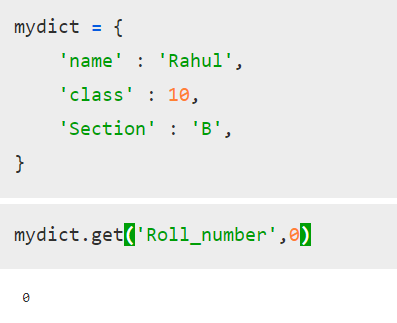 mydict = {
    'name' : 'Rahul',
    'class' : 10,
    'Section' : 'B',
}
mydict.get('Roll_number',0)
0